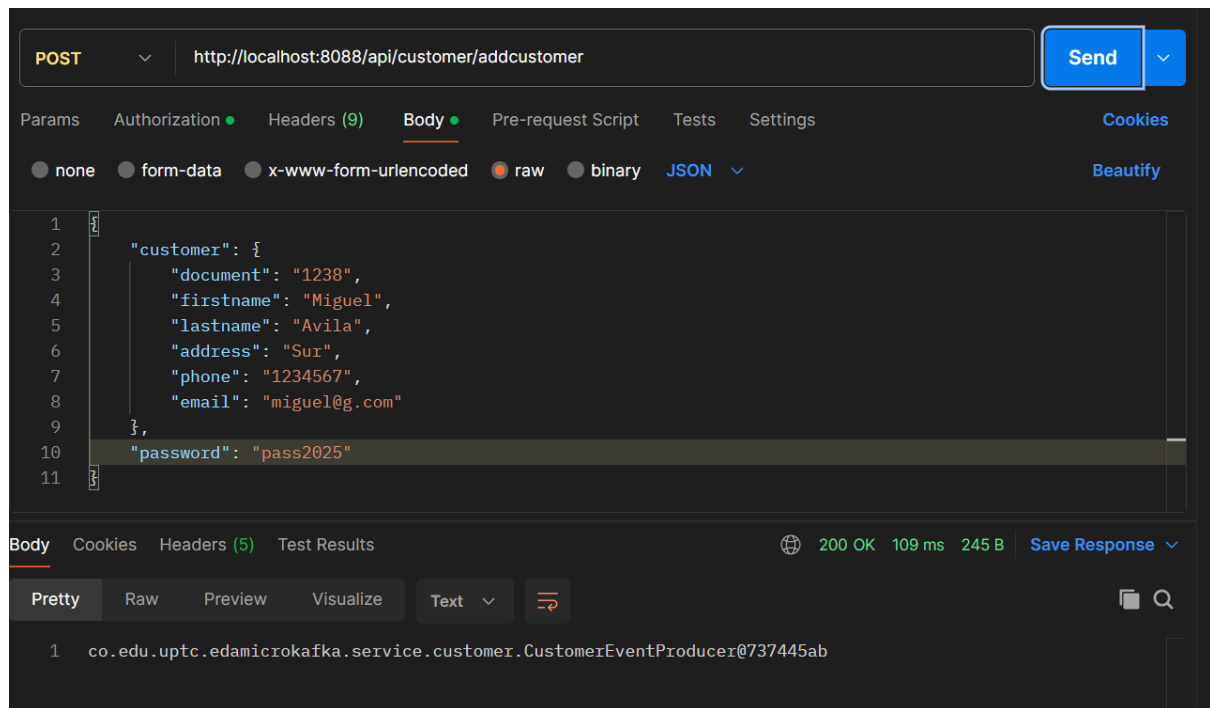 POST http://localhost:8088/api/customer/addcustomer Send
Params Authorization Headers (9) Body Pre-request Script Tests Settings Cookies
none form-data x-www-form-urlencoded raw binary JSON Beautify
1 {
2 "customer": {
3 "document": "1238",
4 "firstname": "Miguel",
5 "lastname": "Avila",
6 "address": "Sur",
7 "phone": "1234567",
8 "email": "miguel@g.com"
9 },
10 "password": "pass2025"
11 }
Body Cookies Headers (5) Test Results 200 OK 109 ms 245 B Save Response
Pretty Raw Preview Visualize Text
1 co.edu.uptc.edamicrokafka.service.customer.CustomerEventProducer@737445ab